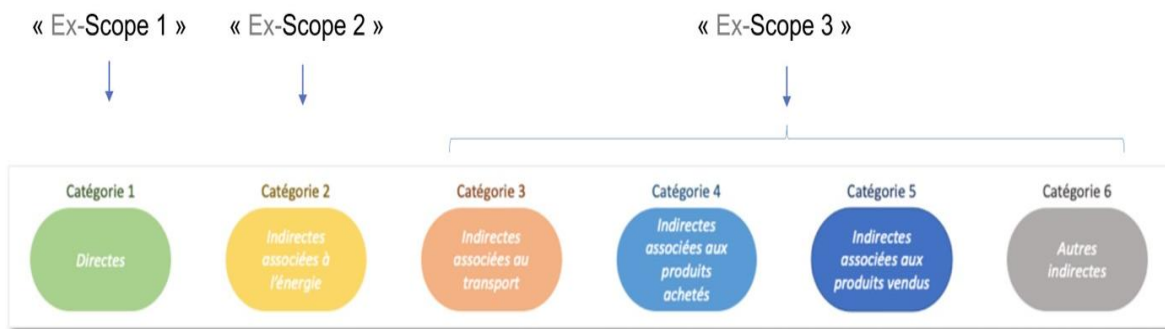 « Ex-Scope 1 »
« Ex-Scope 2 »
« Ex-Scope 3 »
Catégorie 1
Directes
Catégorie 2
Indirectes
associées à
l'énergie
Catégorie 3
Indirectes
associées au
transport
Catégorie 4
Indirectes
associées aux
produits
achetés
Catégorie 5
Indirectes
associées aux
produits vendus
Catégorie 6
Autres
indirectes